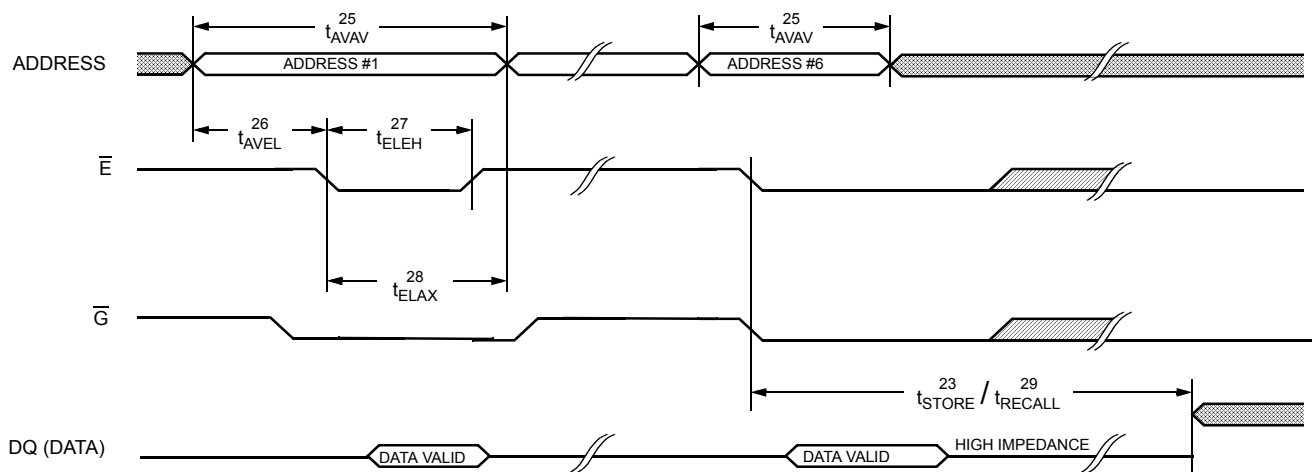 25
tAVAV
25
tAVAV
ADDRESS
ADDRESS #1
ADDRESS #6
26
tAVEL
27
tELEH
E
28
tELAX
G
23 29
tSTORE / tRECALL
DQ (DATA)
DATA VALID
DATA VALID
HIGH IMPEDANCE